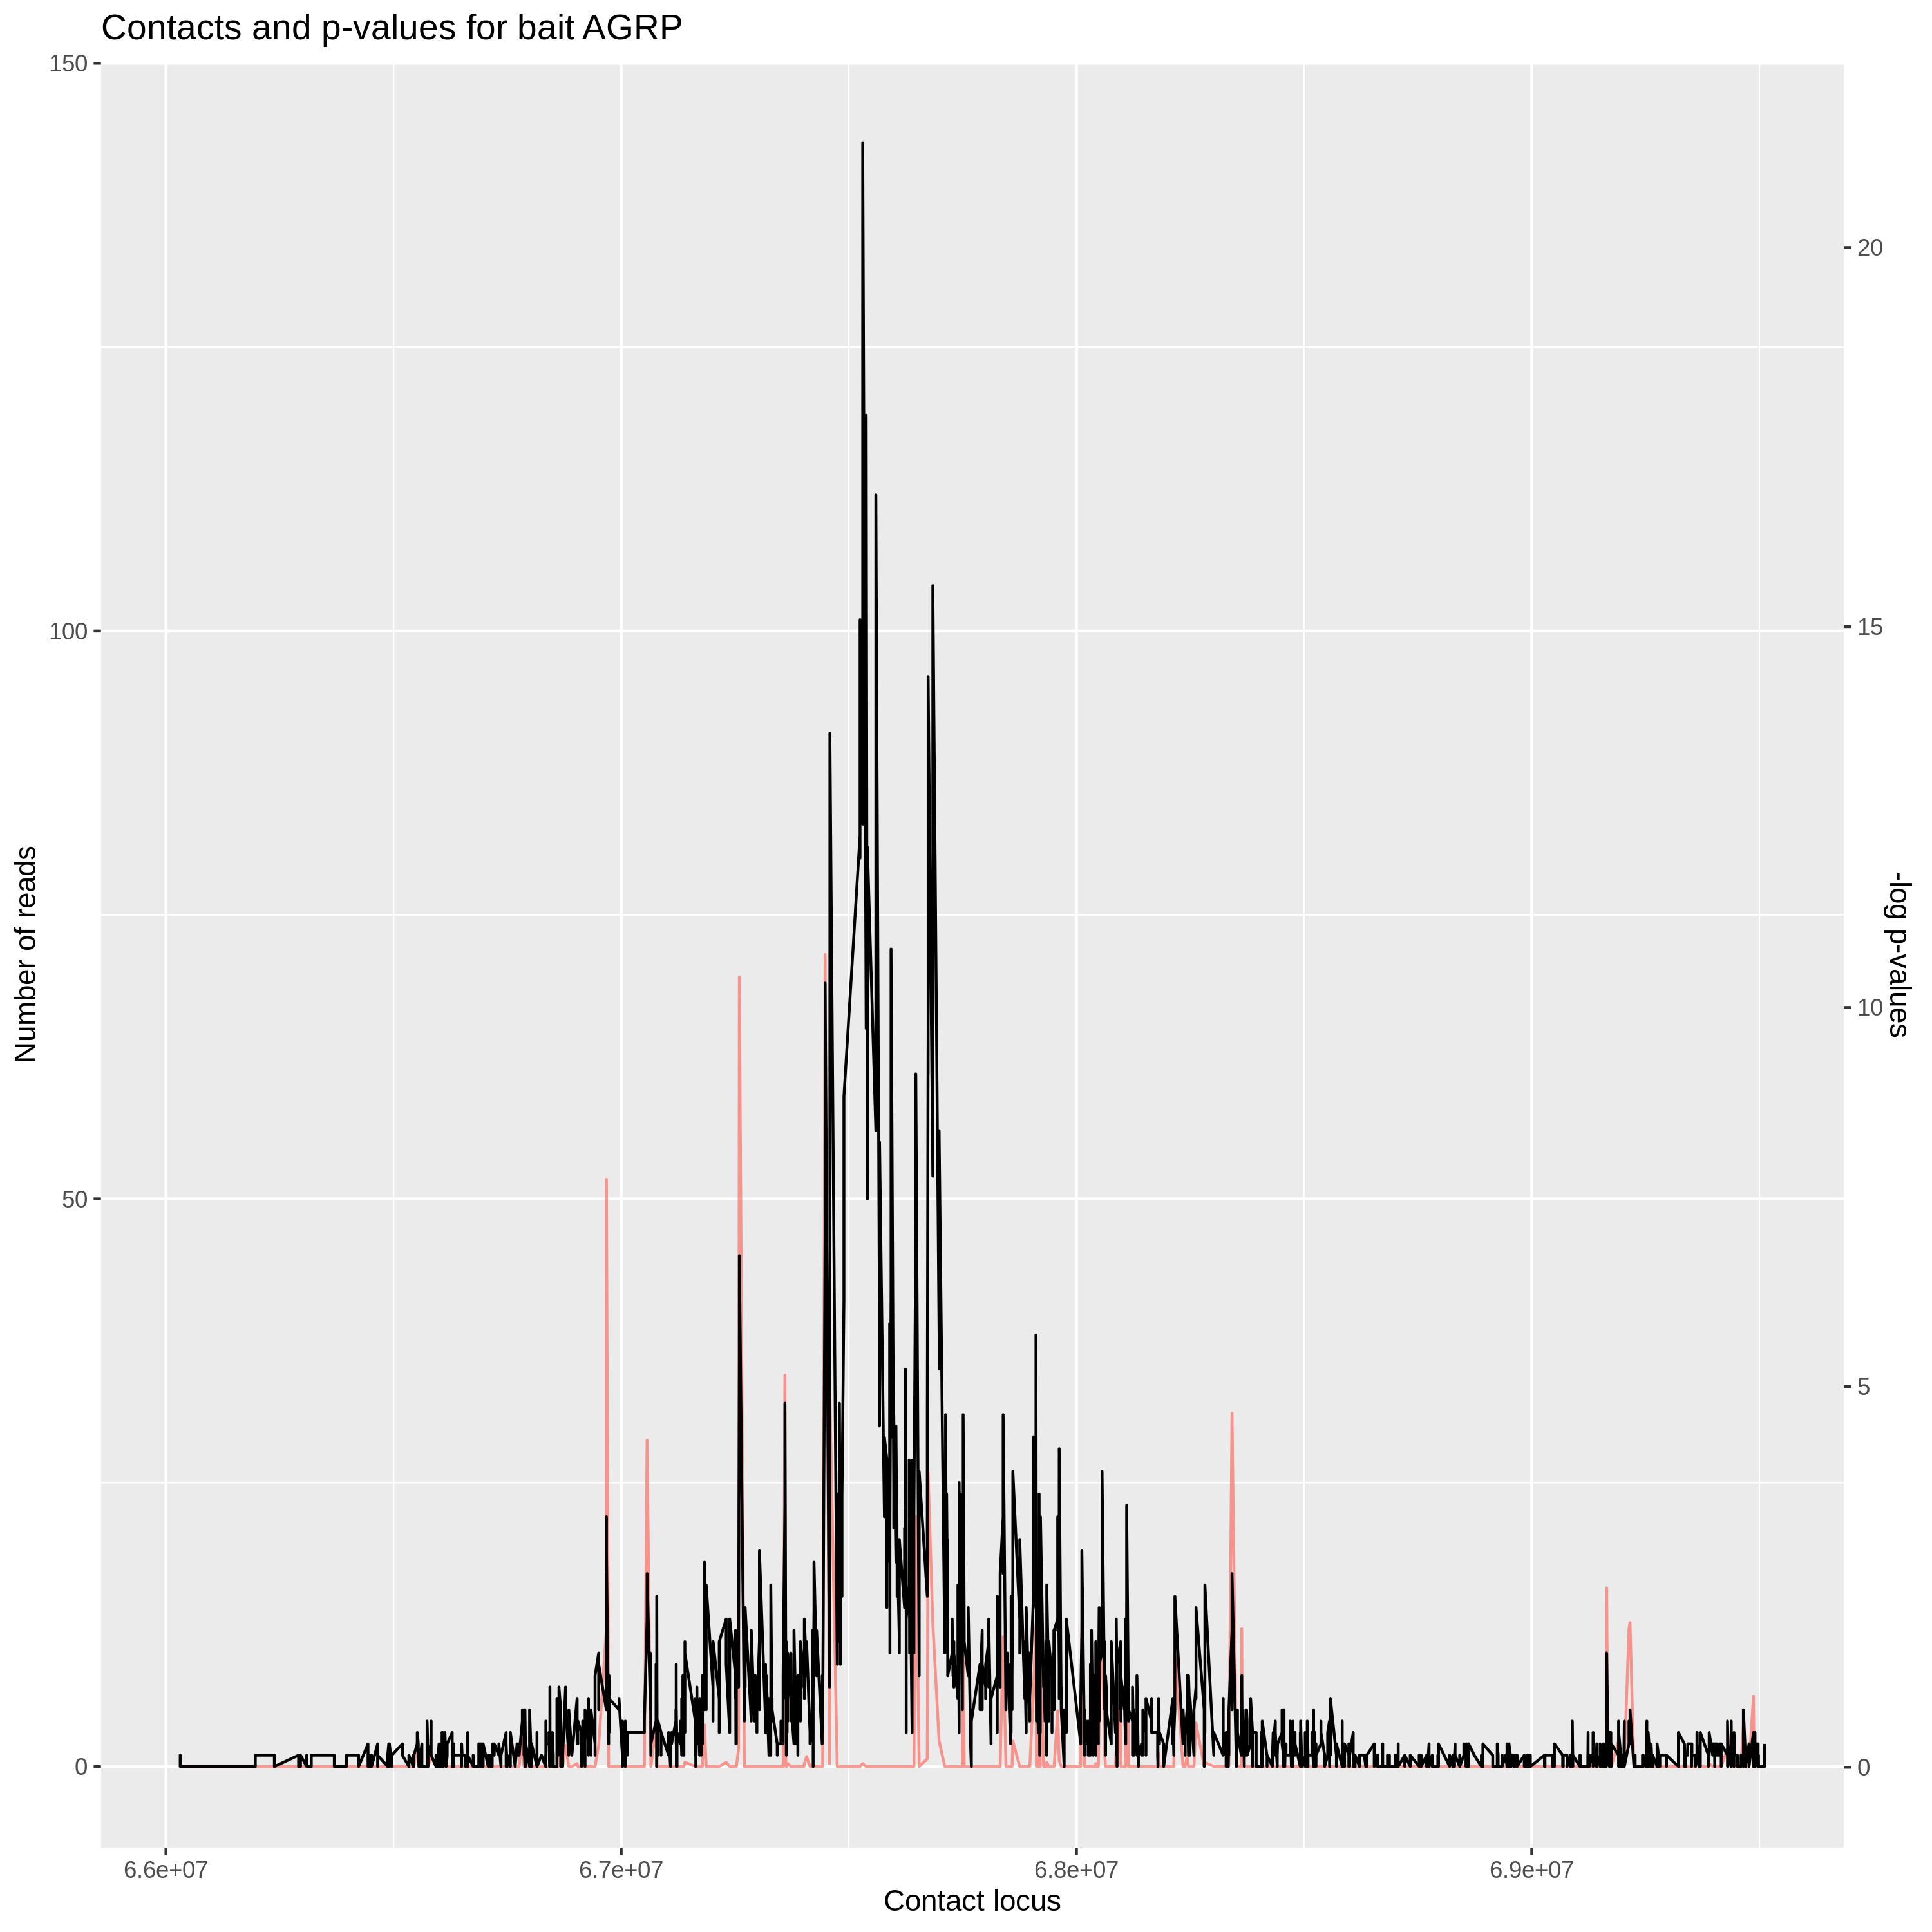 Contacts and p-values for bait AGRP
150
100
50
0
Number of reads
20
15
10
5
0
-log p-values
6.6e+07
6.7e+07
6.8e+07
6.9e+07
Contact locus